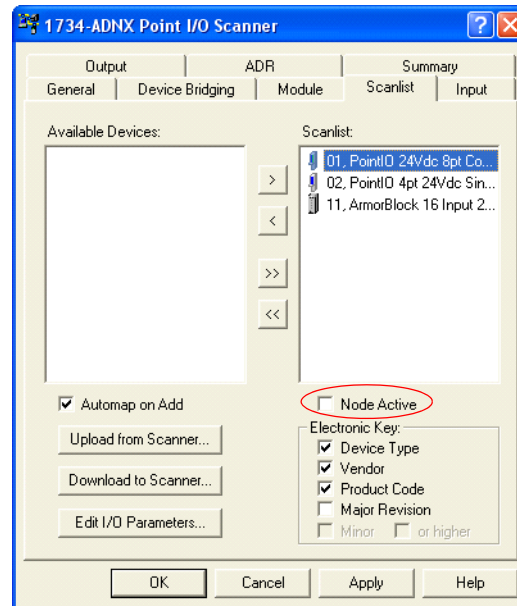 1734-ADNX Point I/O Scanner
Output ADR Summary
General Device Bridging Module Scanlist Input
Available Devices: Scanlist:
01, PointIO 24Vdc 8pt Co...
02, PointIO 4pt 24Vdc Sin...
11, ArmorBlock 16 Input 2...
>
<
>>
<<
Automap on Add Node Active
Upload from Scanner...
Download to Scanner...
Edit I/O Parameters...
Electronic Key:
Device Type
Vendor
Product Code
Major Revision
Minor or higher
OK Cancel Apply Help